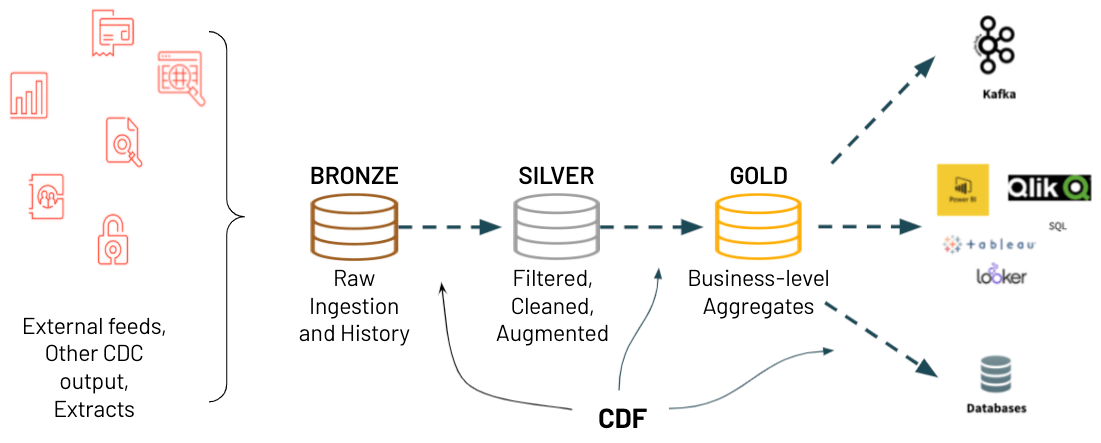 External feeds,
Other CDC
output,
Extracts
BRONZE
Raw
Ingestion
and History
SILVER
Filtered,
Cleaned,
Augmented
GOLD
Business-level
Aggregates
CDF
Kafka
Power BI
Qlik Q
SQL
+ableau
looker
Databases